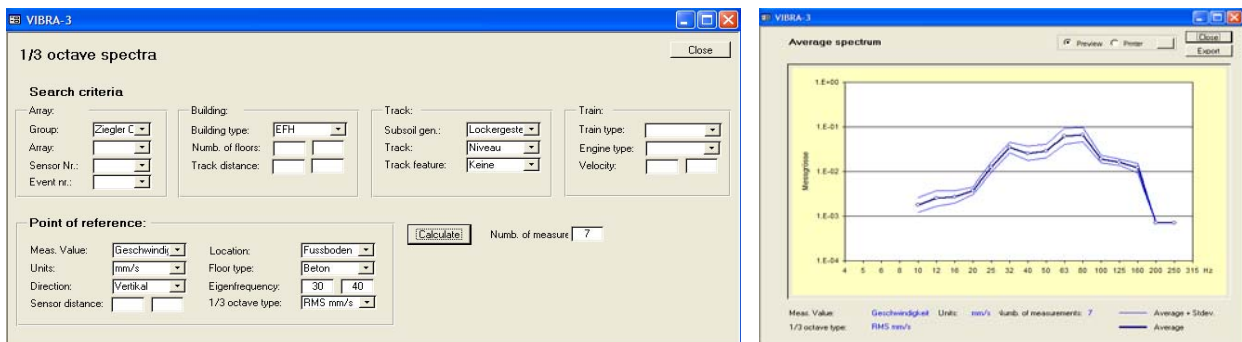 VIBRA-3
1/3 octave spectra
Close
Search criteria
Array:
Group: Ziegler C
Array:
Sensor Nr.:
Event nr.:
Building:
Building type: EFH
Numb. of floors:
Track distance:
Track:
Subsoil gen.: Lockergeste
Track: Niveau
Track feature: Keine
Train:
Train type:
Engine type:
Velocity:
Point of reference:
Meas. Value: Geschwindig
Units: mm/s
Direction: Vertikal
Sensor distance:
Location: Fussboden
Floor type: Beton
Eigenfrequency: 30 40
1/3 octave type: RMS mm/s
Calculate
Numb. of measure 7
VIBRA-3
Average spectrum
Preview Printer
Close
Export
1.E+00
1.E-01
1.E-02
1.E-03
1.E-04
Messgrösse
4 5 6 8 10 12 16 20 25 32 40 50 63 80 100 125 160 200 250 315 Hz
Meas. Value: Geschwindigkeit Units: mm/s Numb. of measurements: 7
Average + Stdev.
1/3 octave type: RMS mm/s
Average